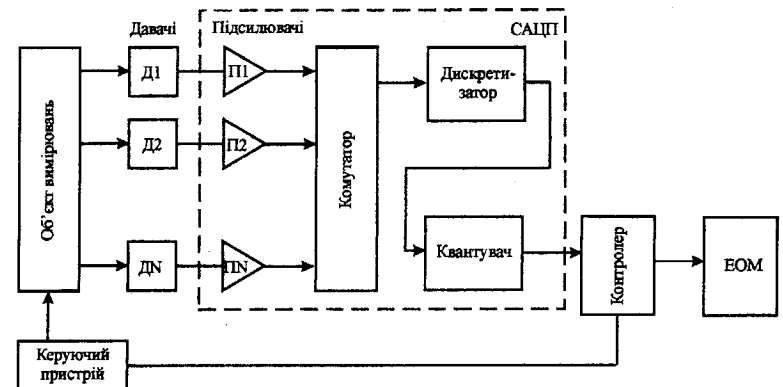 Давачі
Підсилювачі
САЦП
Об’єкт вимірювань
Д1
П1
Д2
П2
ДN
ПN
Комутатор
Дискрети-
затор
Квантувач
Контролер
ЕОМ
Керуючий
пристрій